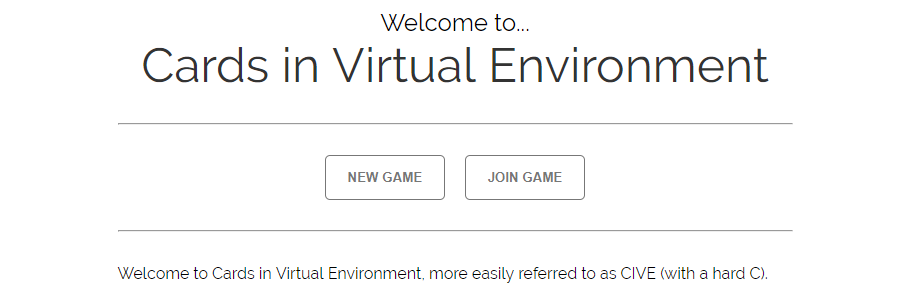 Welcome to...
Cards in Virtual Environment
NEW GAME JOIN GAME
Welcome to Cards in Virtual Environment, more easily referred to as CIVE (with a hard C).